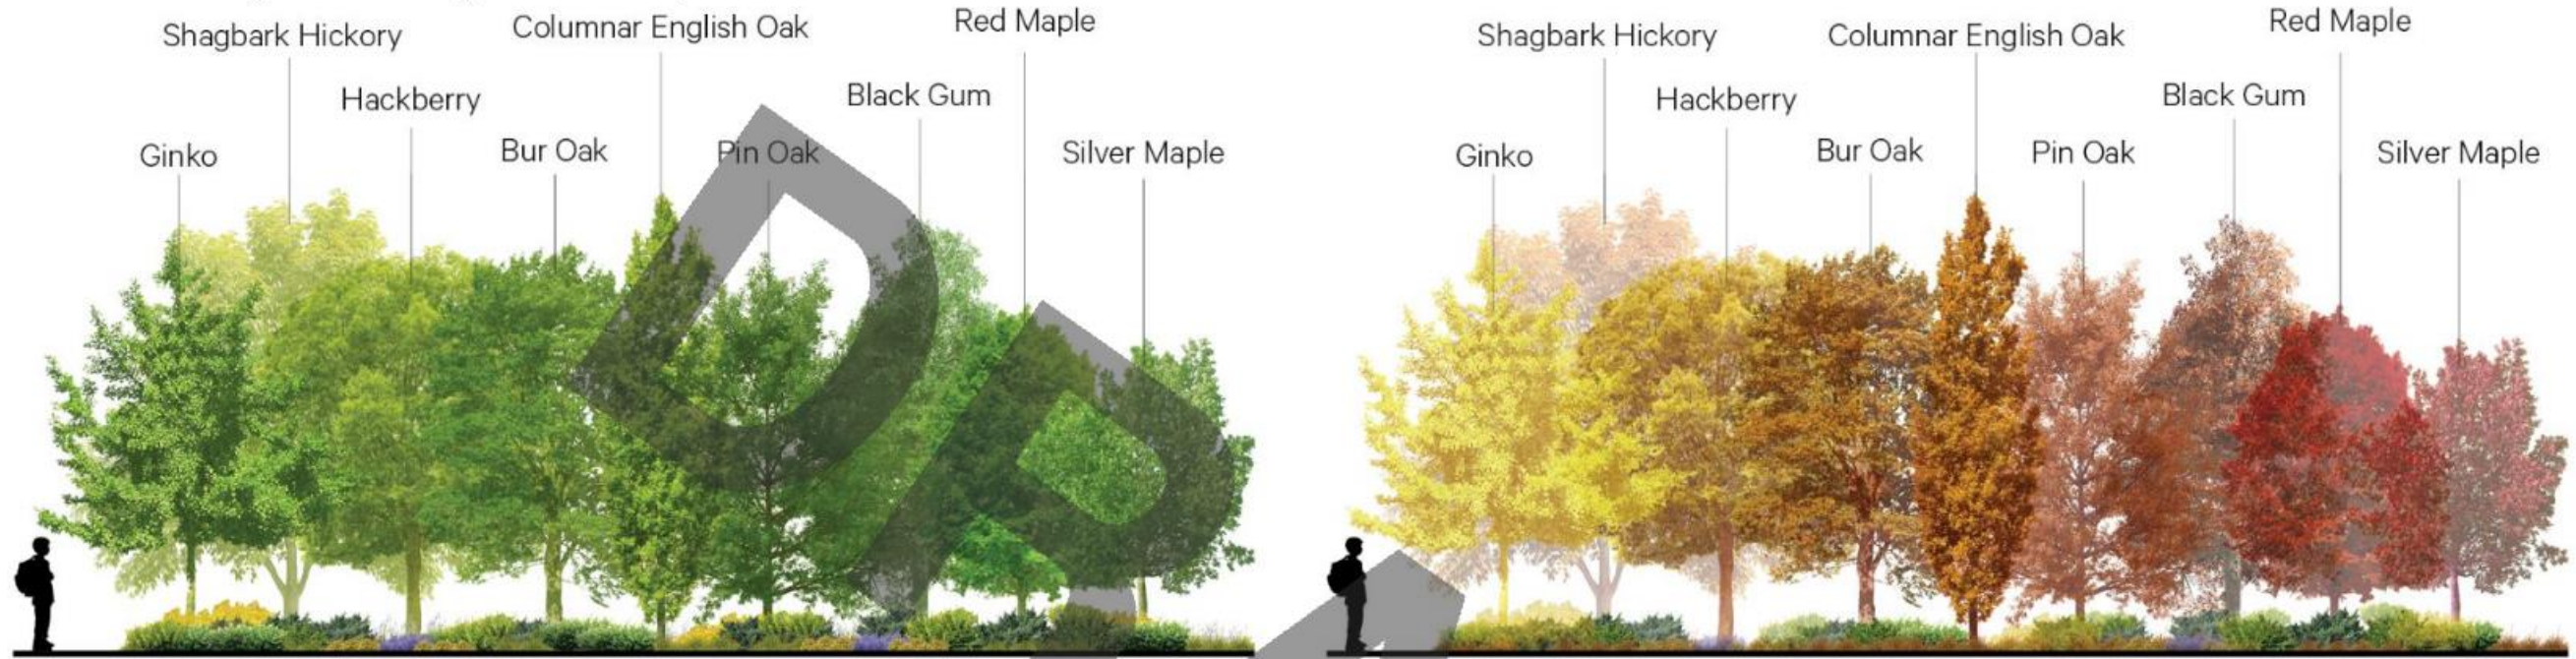 Shagbark Hickory
Columnar English Oak
Red Maple
Hackberry
Black Gum
Ginko
Bur Oak
Pin Oak
Silver Maple
Shagbark Hickory
Columnar English Oak
Red Maple
Hackberry
Black Gum
Ginko
Bur Oak
Pin Oak
Silver Maple